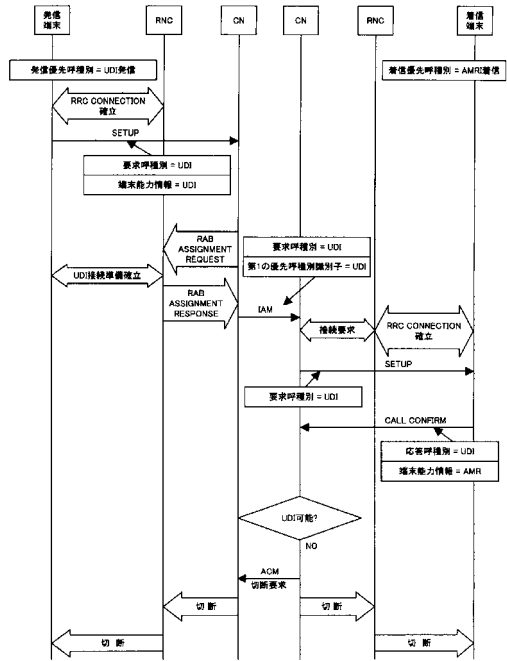 発信
端末
RNC
CN
CN
RNC
着信
端末
発信優先呼種別 = UDI発信
着信優先呼種別 = AMR着信
RRC CONNECTION
確立
SETUP
要求呼種別 = UDI
端末能力情報 = UDI
RAB
ASSIGNMENT
REQUEST
要求呼種別 = UDI
第1の優先呼種別識別子 = UDI
UDI接続準備確立
RAB
ASSIGNMENT
RESPONSE
IAM
接続要求
RRC CONNECTION
確立
SETUP
要求呼種別 = UDI
CALL CONFIRM
応答呼種別 = UDI
端末能力情報 = AMR
UDI可能?
NO
ACM
切断要求
切 断
切 断
切 断
切 断